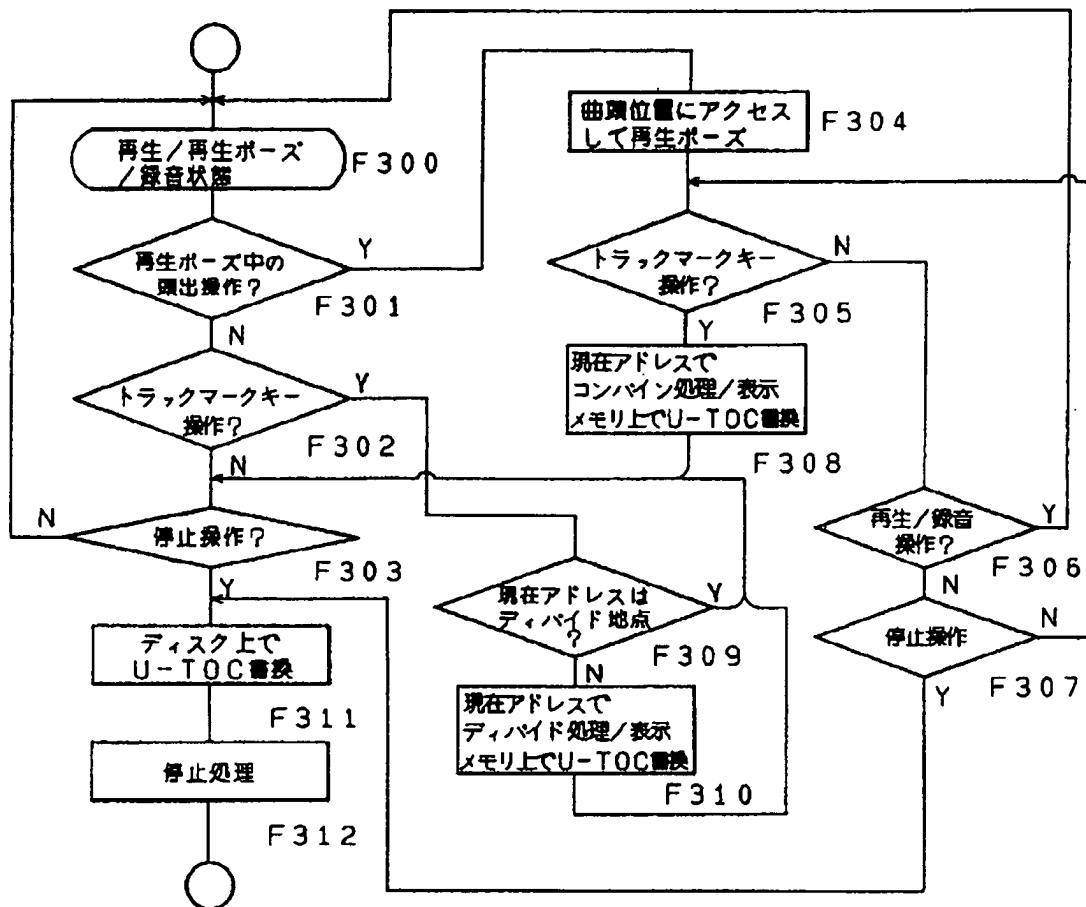 再生/再生ポーズ
/録音状態
F300
再生ポーズ中の
頭出操作?
Y
F301
N
トラックマークキー
操作?
Y
F302
N
停止操作?
N
F303
Y
ディスク上で
U-TOC書換
F311
停止処理
F312
曲頭位置にアクセス
して再生ポーズ
F304
トラックマークキー
操作?
N
F305
Y
現在アドレスで
コンバイン処理/表示
メモリ上でU-TOC書換
F308
再生/録音
操作?
Y
F306
N
停止操作
N
F307
Y
現在アドレスは
ディバイド地点
?
Y
F309
N
現在アドレスで
ディバイド処理/表示
メモリ上でU-TOC書換
F310